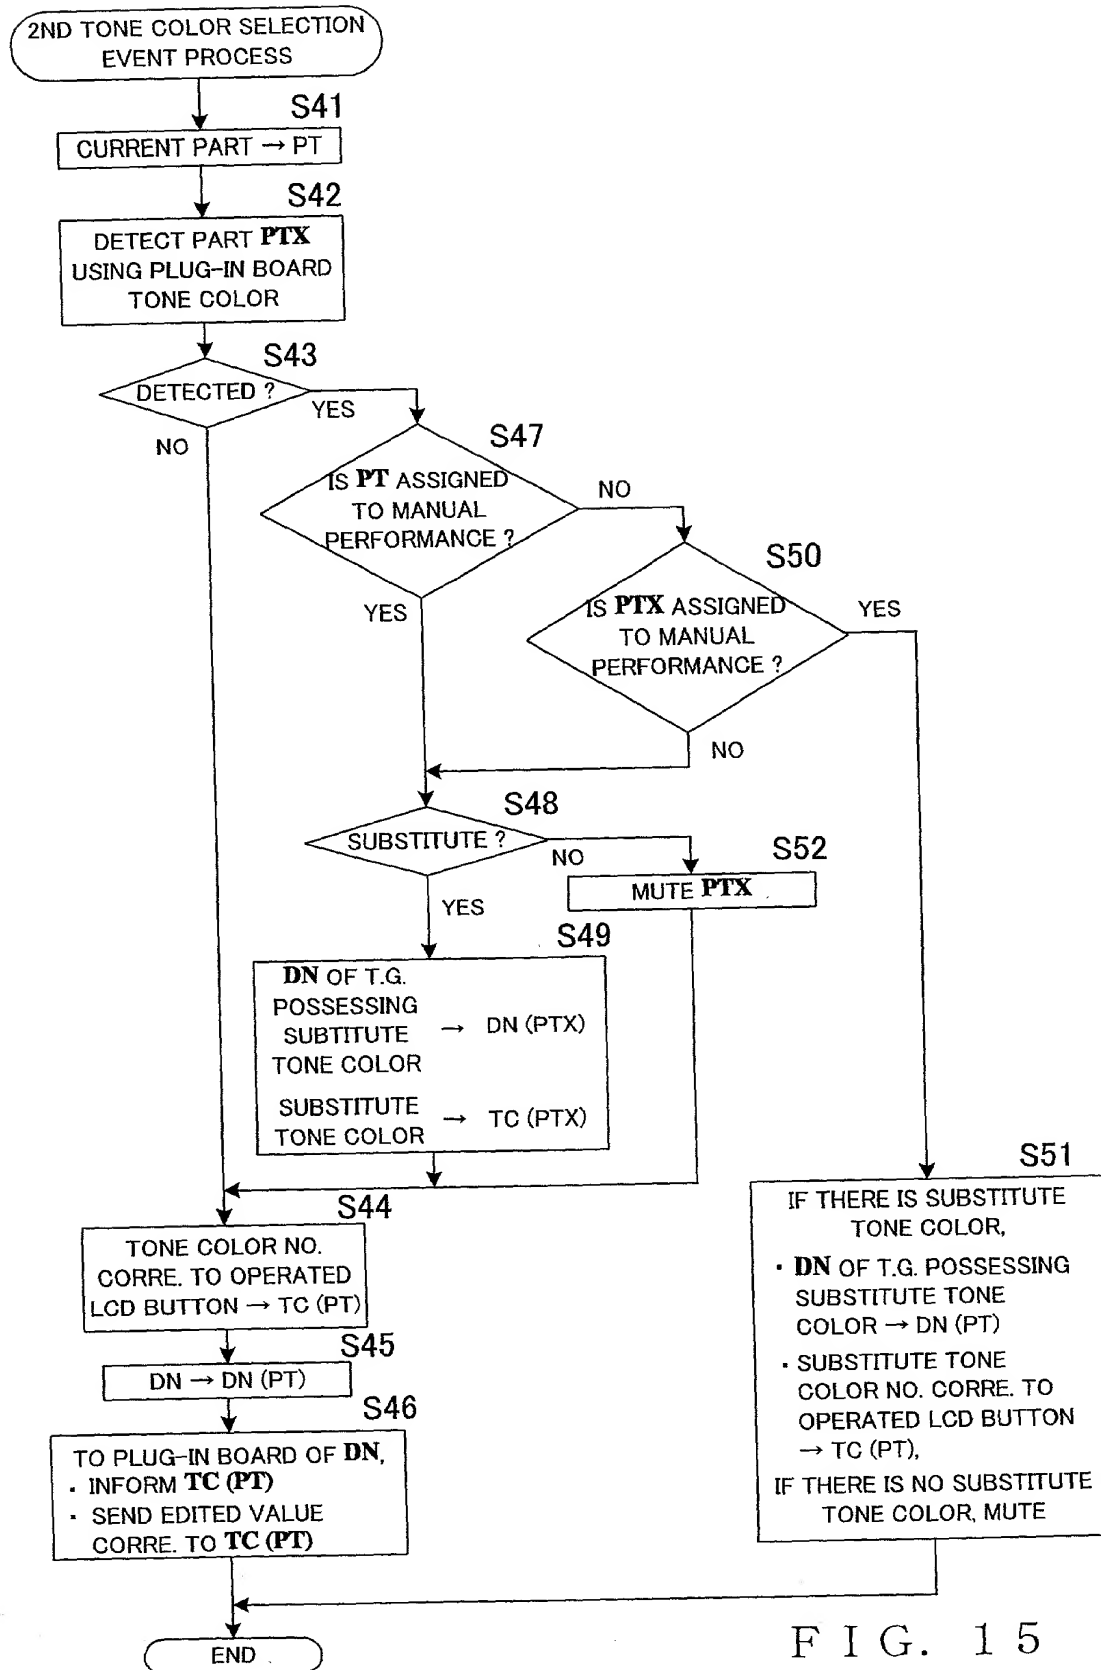 2ND TONE COLOR SELECTION
EVENT PROCESS
S41
CURRENT PART → PT
S42
DETECT PART PTX
USING PLUG-IN BOARD
TONE COLOR
S43
DETECTED ?
YES
NO
S47
IS PT ASSIGNED
TO MANUAL
PERFORMANCE ?
NO
YES
S50
IS PTX ASSIGNED
TO MANUAL
PERFORMANCE ?
YES
NO
S48
SUBSTITUTE ?
NO
YES
S52
MUTE PTX
S49
DN OF T.G.
POSSESSING
SUBTITUTE → DN (PTX)
TONE COLOR
SUBSTITUTE
TONE COLOR → TC (PTX)
S44
TONE COLOR NO.
CORRE. TO OPERATED
LCD BUTTON → TC (PT)
S45
DN → DN (PT)
S46
TO PLUG-IN BOARD OF DN,
・ INFORM TC (PT)
・ SEND EDITED VALUE
CORRE. TO TC (PT)
S51
IF THERE IS SUBSTITUTE
TONE COLOR,
・ DN OF T.G. POSSESSING
SUBSTITUTE TONE
COLOR → DN (PT)
・ SUBSTITUTE TONE
COLOR NO. CORRE. TO
OPERATED LCD BUTTON
→ TC (PT),
IF THERE IS NO SUBSTITUTE
TONE COLOR, MUTE
END
FIG. 15